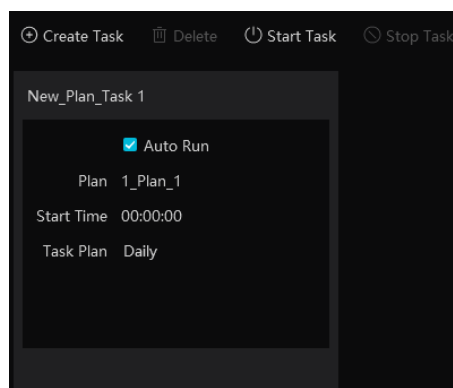 Create Task Delete Start Task Stop Task
New_Plan_Task 1
Auto Run
Plan 1_Plan_1
Start Time 00:00:00
Task Plan Daily